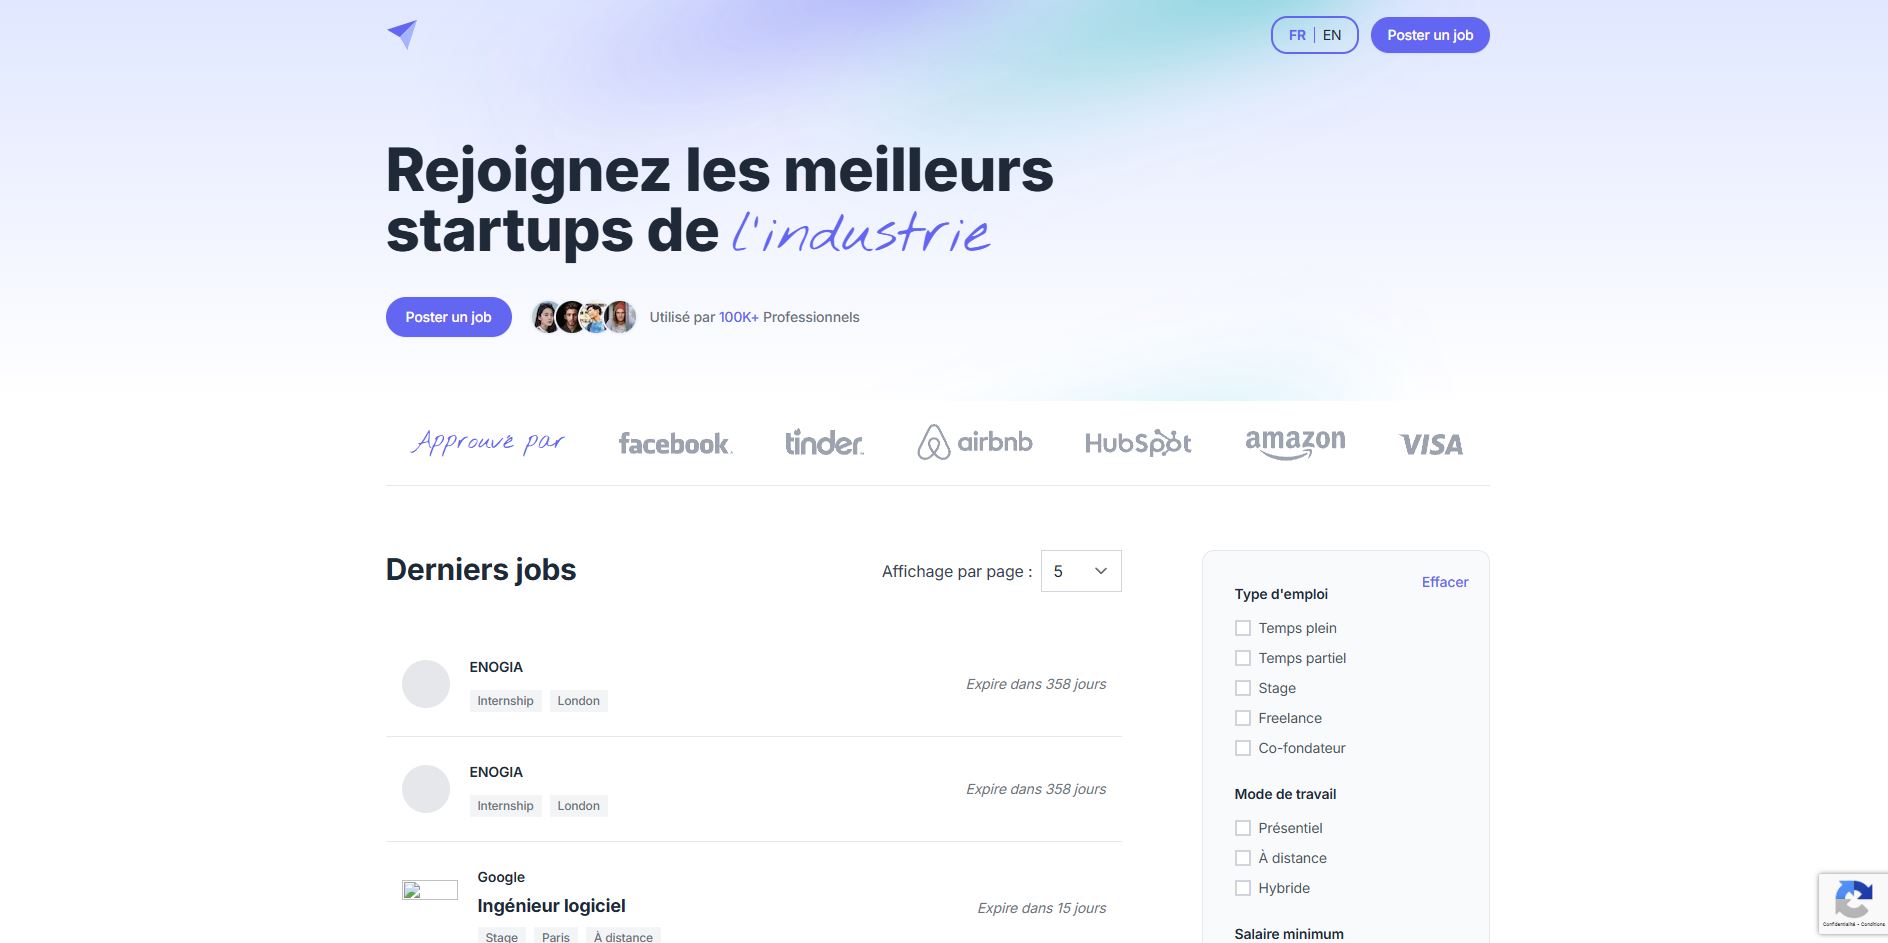 FR | EN
Poster un job
Rejoignez les meilleurs
startups de l'industrie
Poster un job
Utilisé par 100K+ Professionnels
Approuvé par
facebook.
tinder
airbnb
HubSpot
amazon
VISA
Derniers jobs
Affichage par page :
5
ENOGIA
Internship
London
Expire dans 358 jours
ENOGIA
Internship
London
Expire dans 358 jours
Google
Ingénieur logiciel
Stage
Paris
À distance
Expire dans 15 jours
Effacer
Type d'emploi
Temps plein
Temps partiel
Stage
Freelance
Co-fondateur
Mode de travail
Présentiel
À distance
Hybride
Salaire minimum
Confidentialité - Conditions